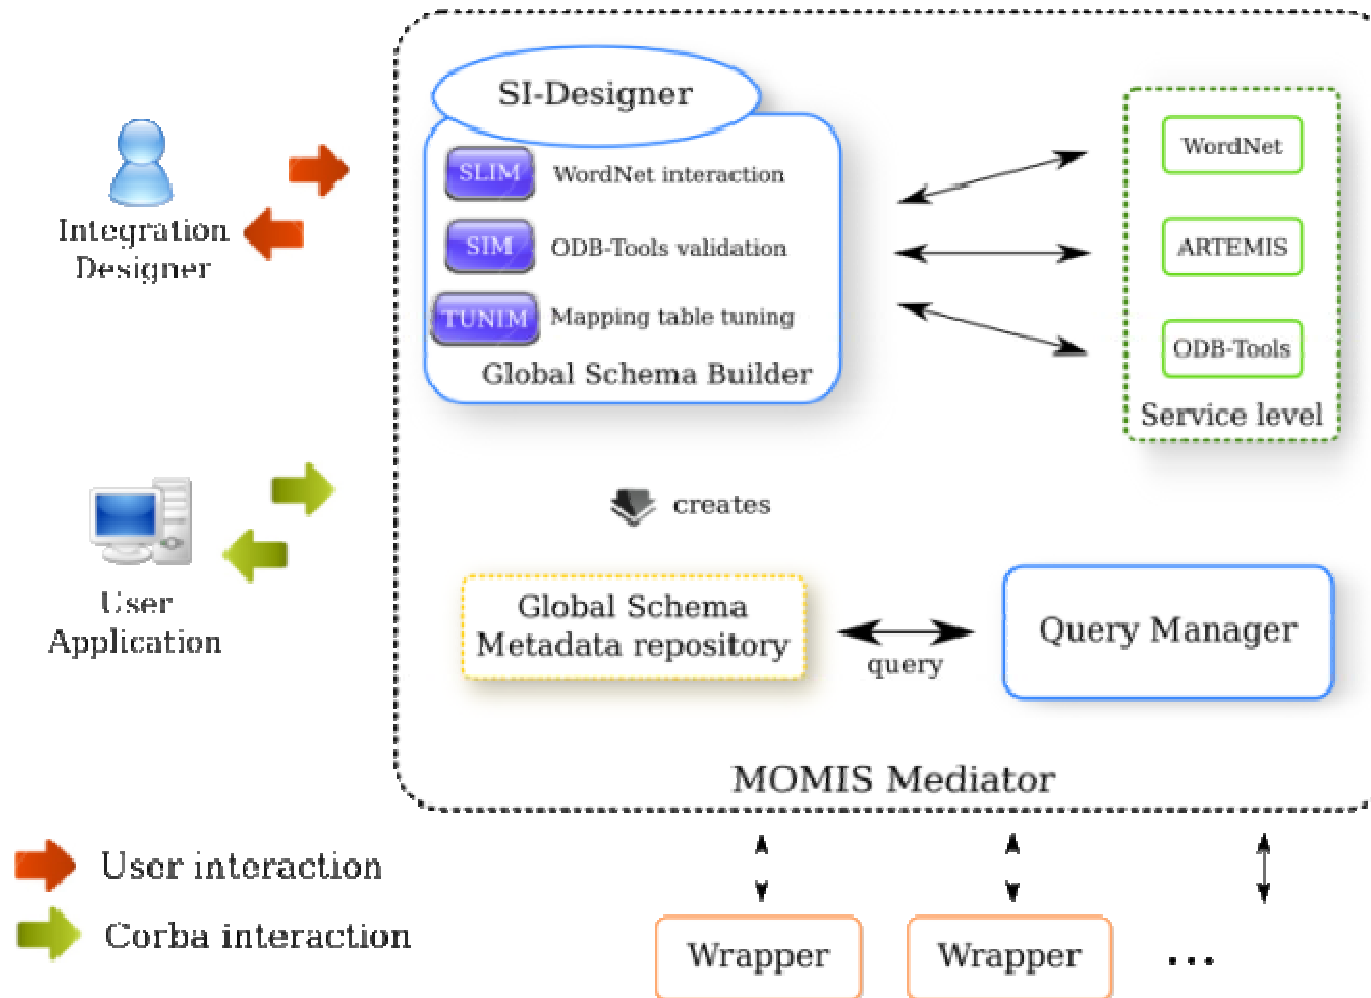 SI-Designer
SLIM WordNet interaction
SIM ODB-Tools validation
TUNIM Mapping table tuning
Global Schema Builder
WordNet
ARTEMIS
ODB-Tools
Service level
Integration
Designer
creates
User
Application
Global Schema
Metadata repository
query
Query Manager
MOMIS Mediator
User interaction
Corba interaction
Wrapper
Wrapper
...